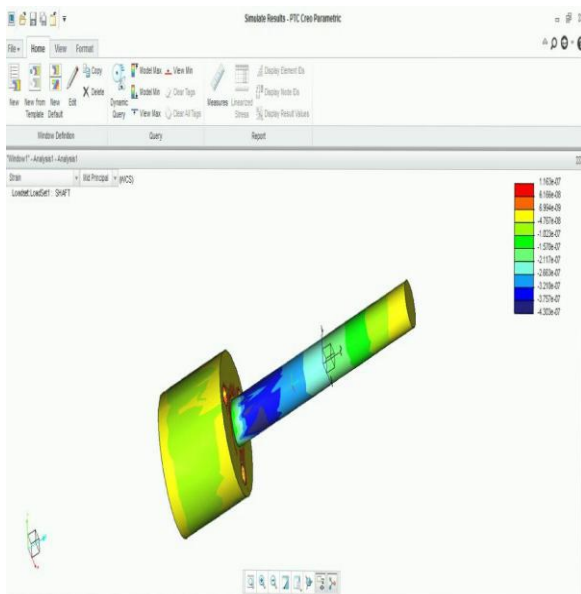 Simulate Results - PTC Creo Parametric
File Home View Format
New New from Template New Default Edit Copy Delete
Dynamic Query Model Max View Min Model Min Clear Tags View Max Clear All Tags
Measures Linearized Stress Display Element IDs Display Node IDs Display Result Values
Window Definition Query Report
"Window1" - Analysis1 - Analysis1
Strain Mid Principal (WCS)
Loadset:LoadSet1 : SHAFT
1.163e-07
6.166e-08
6.994e-09
-4.767e-08
-1.023e-07
-1.570e-07
-2.117e-07
-2.663e-07
-3.210e-07
-3.757e-07
-4.303e-07